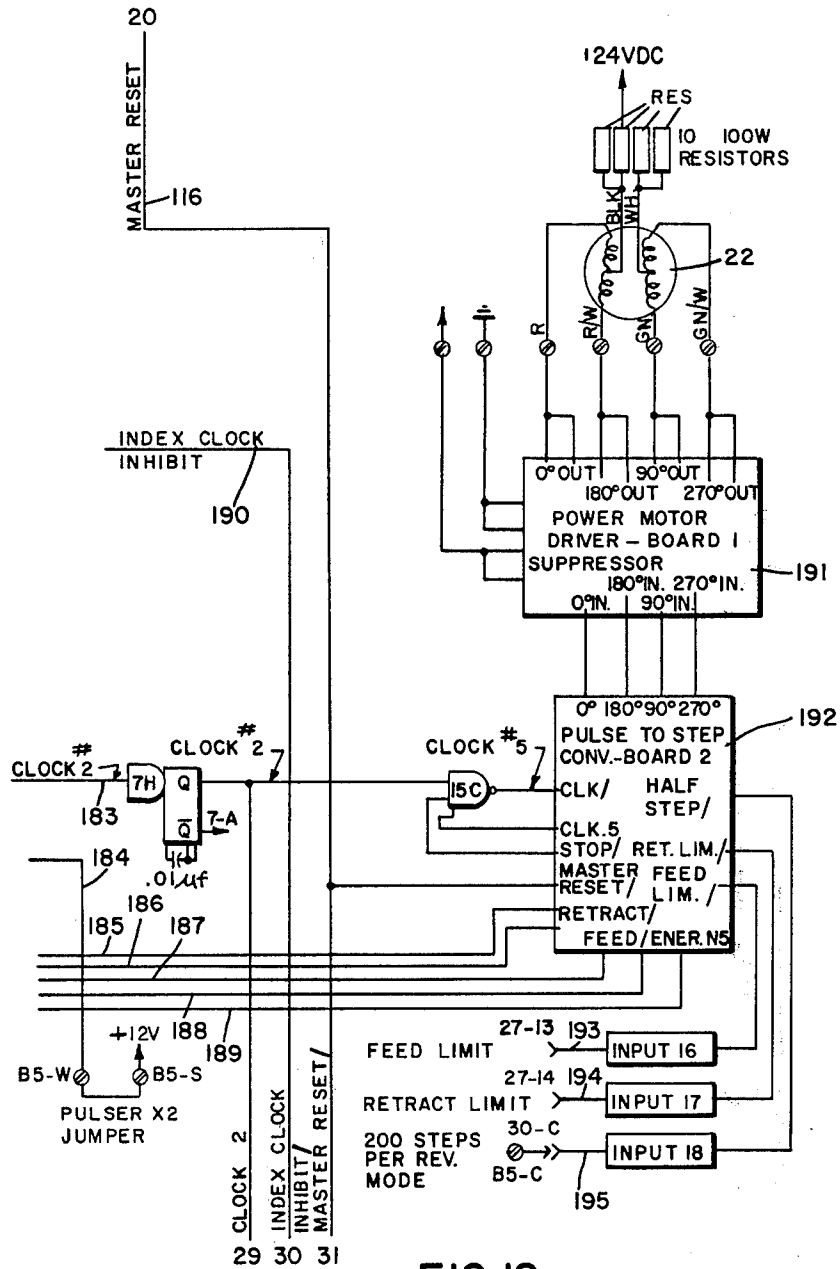 20
MASTER RESET
116
+24VDC
RES
10 100W
RESISTORS
BLK
WH
22
R
R/W
GN
GN/W
INDEX CLOCK
INHIBIT
190
0° OUT
90° OUT
180° OUT
270° OUT
POWER MOTOR
DRIVER – BOARD 1
SUPPRESSOR
180° IN.
270° IN.
0° IN.
90° IN.
191
0° 180° 90° 270°
192
PULSE TO STEP
CONV.-BOARD 2
CLOCK 2 #
183
7H
Q
Q̅
7-A
.01µf
CLOCK # 2
CLOCK #5
15C
CLK/
HALF
STEP/
CLK.5
STOP/
RET. LIM./
MASTER
RESET/
FEED
LIM./
RETRACT/
FEED/
ENER. N5
184
185
186
187
188
189
+12V
B5-W
B5-S
PULSER X2
JUMPER
FEED LIMIT
27-13
193
INPUT 16
RETRACT LIMIT
27-14
194
INPUT 17
200 STEPS
PER REV.
MODE
30-C
B5-C
195
INPUT 18
CLOCK 2
INDEX CLOCK
INHIBIT/
MASTER RESET/
29 30 31